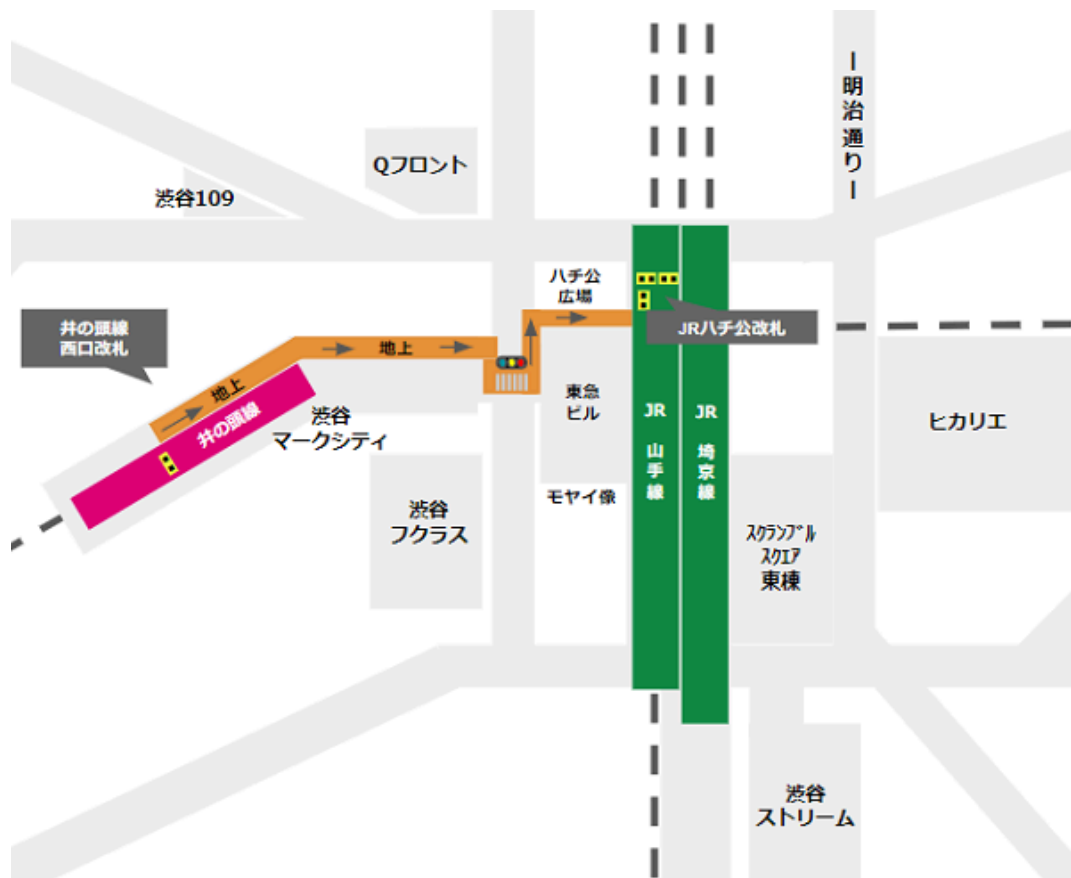 ー明治通りー
Qフロント
渋谷109
ハチ公
広場
井の頭線
西口改札
JRハチ公改札
地上
地上
井の頭線
渋谷
マークシティ
東急
ビル
JR
山手線
JR
埼京線
ヒカリエ
モヤイ像
渋谷
フクラス
スクランブル
スクエア
東棟
渋谷
ストリーム